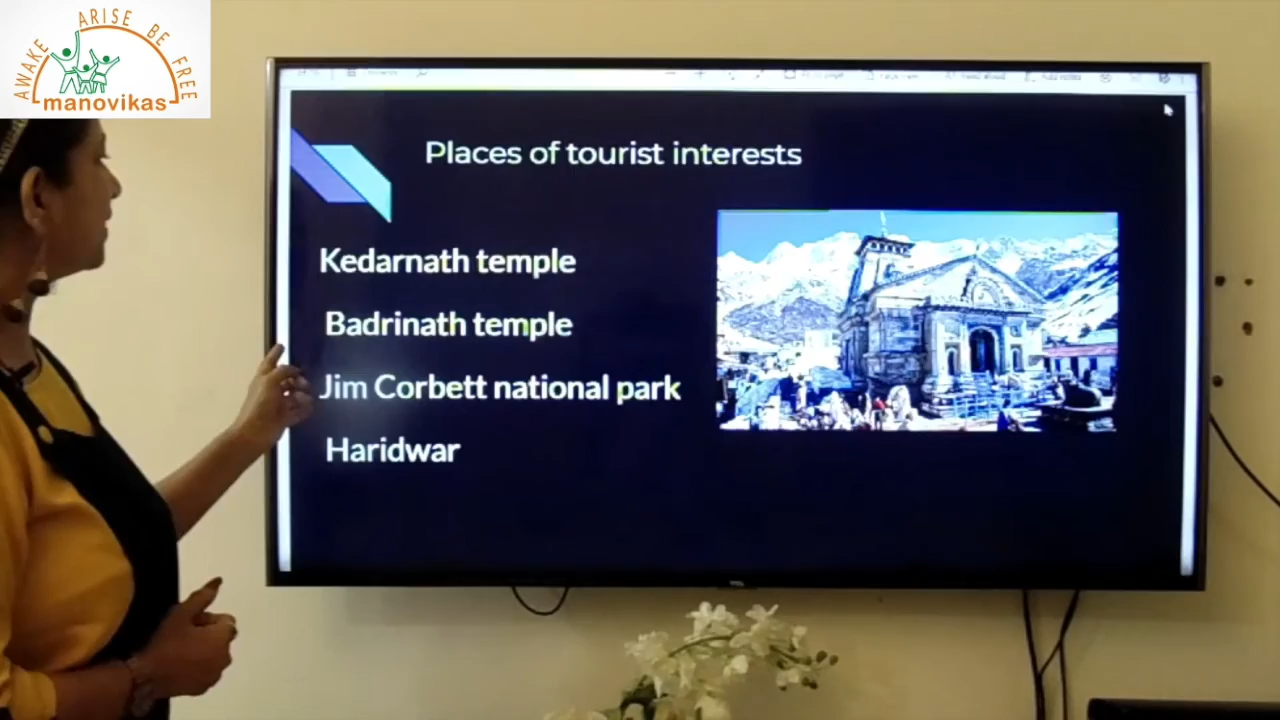 AWAKE ARISE BE FREE
manovikas
Places of tourist interests
Kedarnath temple
Badrinath temple
Jim Corbett national park
Haridwar